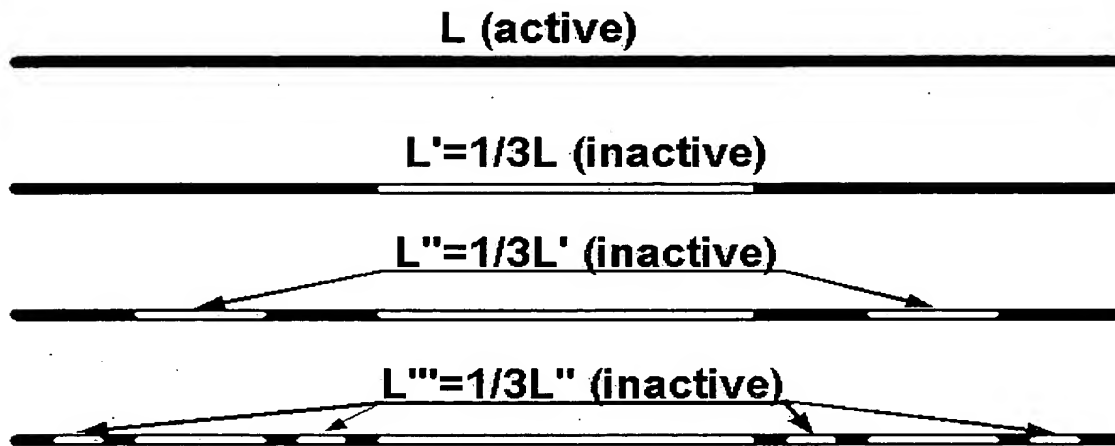 L (active)
L'=1/3L (inactive)
L''=1/3L' (inactive)
L'''=1/3L'' (inactive)